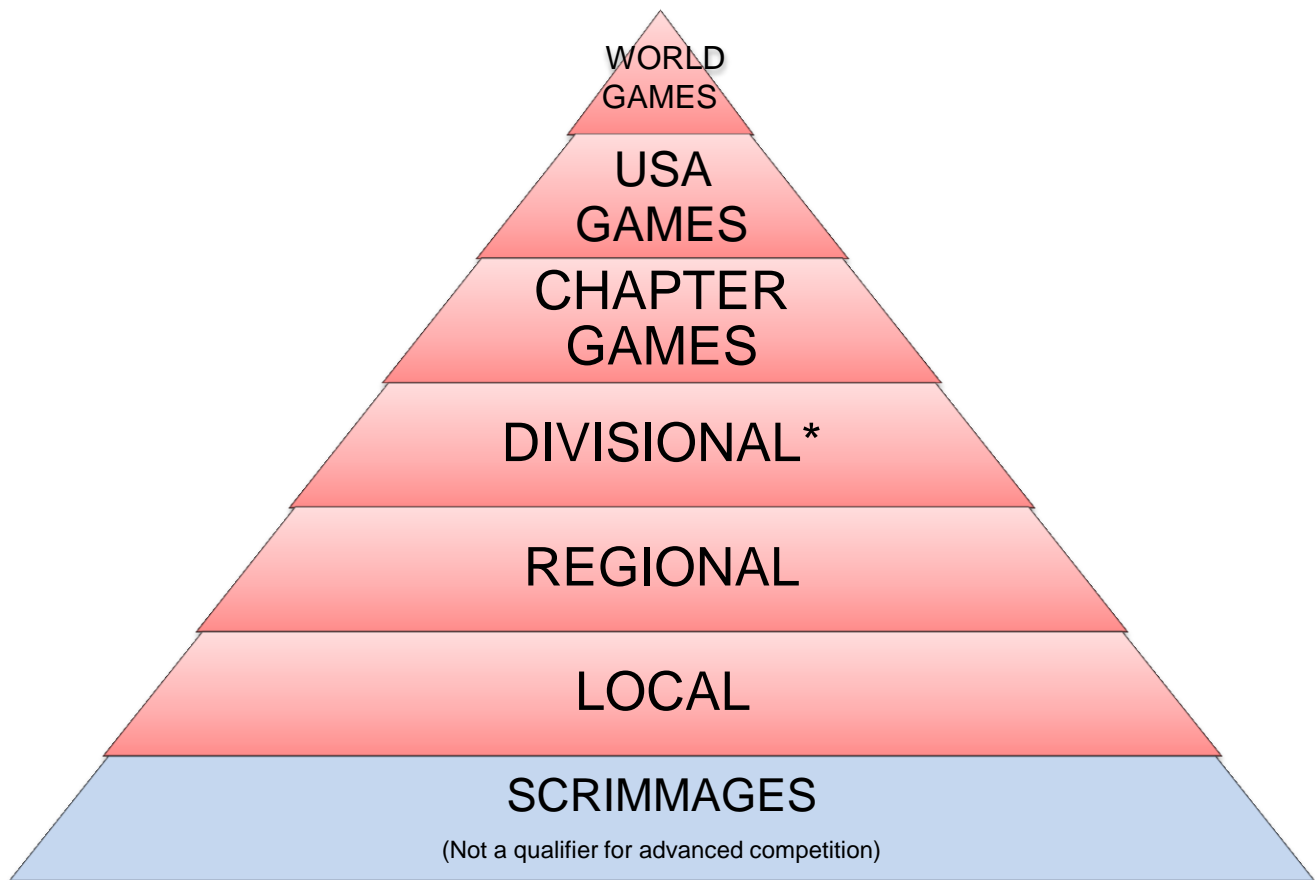 WORLD
GAMES
USA
GAMES
CHAPTER
GAMES
DIVISIONAL*
REGIONAL
LOCAL
SCRIMMAGES
(Not a qualifier for advanced competition)